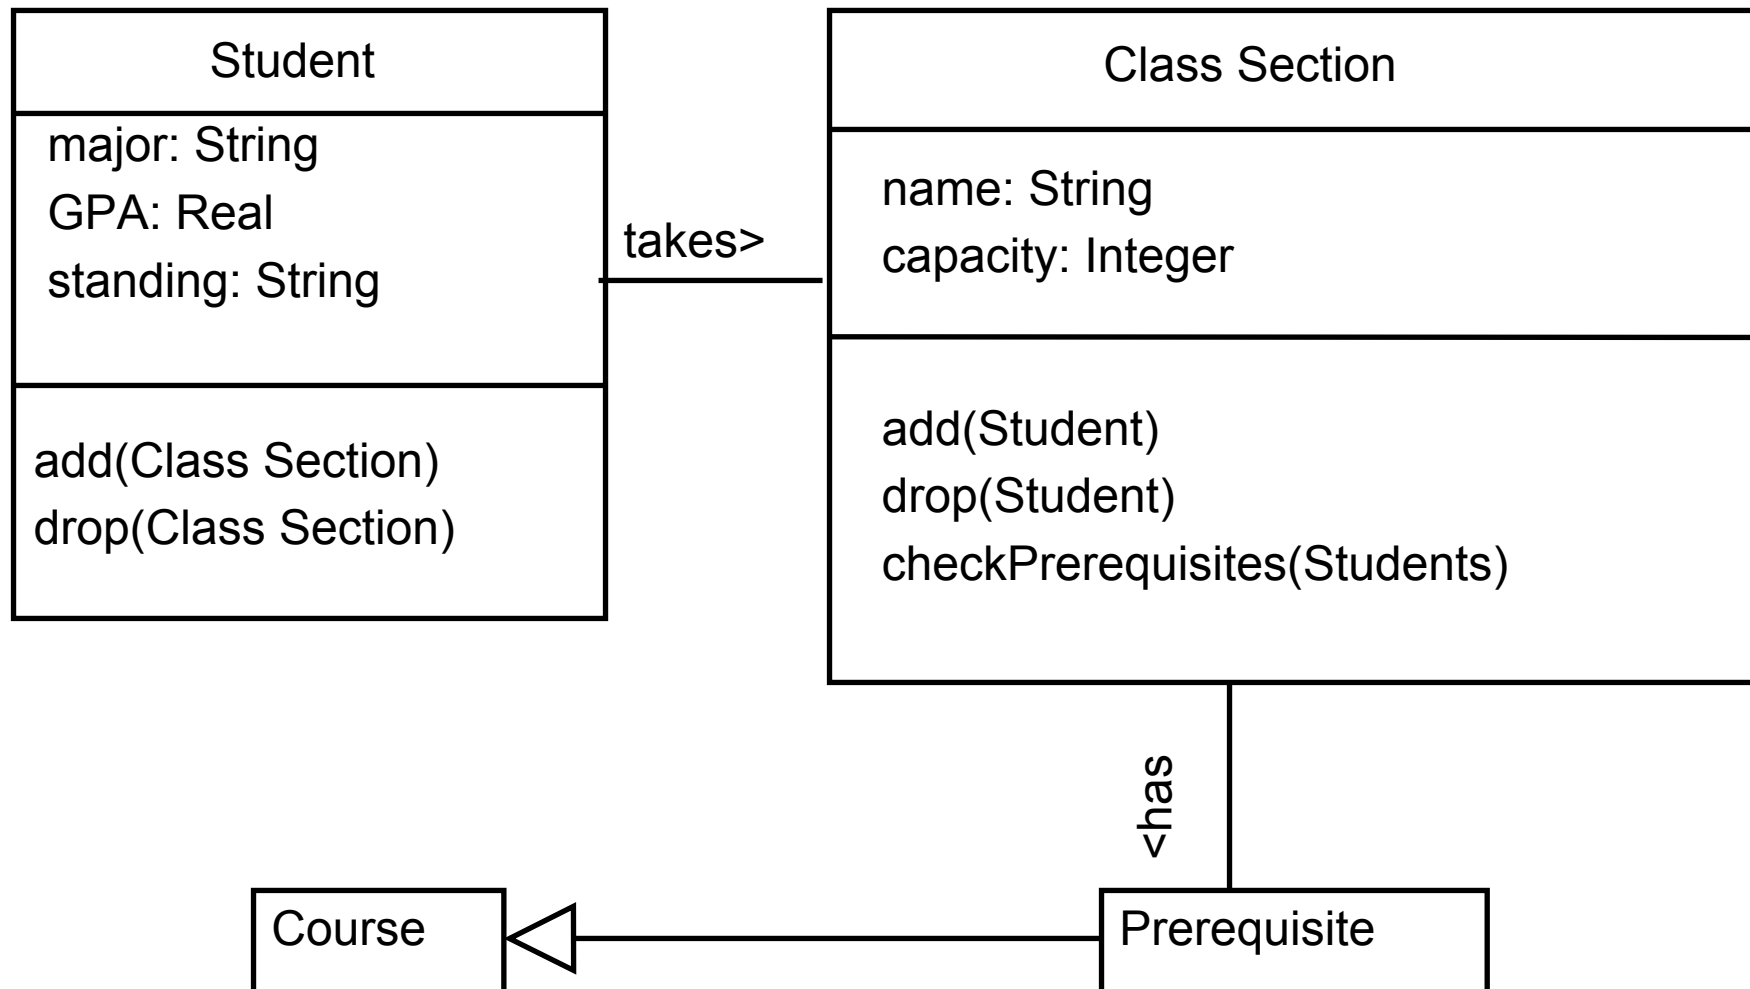 Student
major: String
GPA: Real
standing: String
add(Class Section)
drop(Class Section)
takes>
Class Section
name: String
capacity: Integer
add(Student)
drop(Student)
checkPrerequisites(Students)
<has
Course
Prerequisite